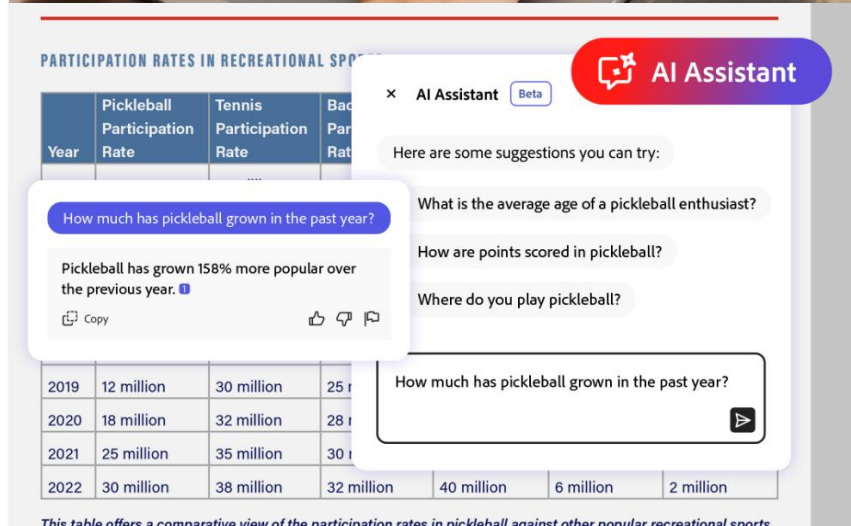 PARTICIPATION RATES IN RECREATIONAL SPORTS
AI Assistant
Year
Pickleball Participation Rate
Tennis Participation Rate
× AI Assistant Beta
Here are some suggestions you can try:
What is the average age of a pickleball enthusiast?
How are points scored in pickleball?
Where do you play pickleball?
How much has pickleball grown in the past year?
How much has pickleball grown in the past year?
Pickleball has grown 158% more popular over
the previous year. 1
Copy
2019 12 million 30 million 25
2020 18 million 32 million 28
2021 25 million 35 million 30
2022 30 million 38 million 32 million 40 million 6 million 2 million
This table offers a comparative view of the participation rates in pickleball against other popular recreational sports